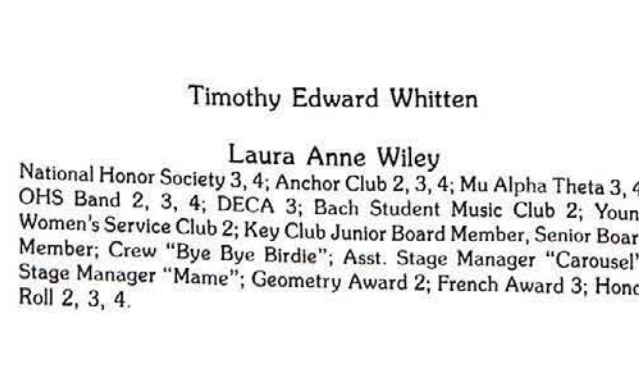 Timothy Edward Whitten
Laura Anne Wiley
National Honor Society 3, 4; Anchor Club 2, 3, 4; Mu Alpha Theta 3, 4
OHS Band 2, 3, 4; DECA 3; Bach Student Music Club 2; Youn
Women's Service Club 2; Key Club Junior Board Member, Senior Boar
Member; Crew "Bye Bye Birdie"; Asst. Stage Manager "Carousel"
Stage Manager "Mame"; Geometry Award 2; French Award 3; Hono
Roll 2, 3, 4.